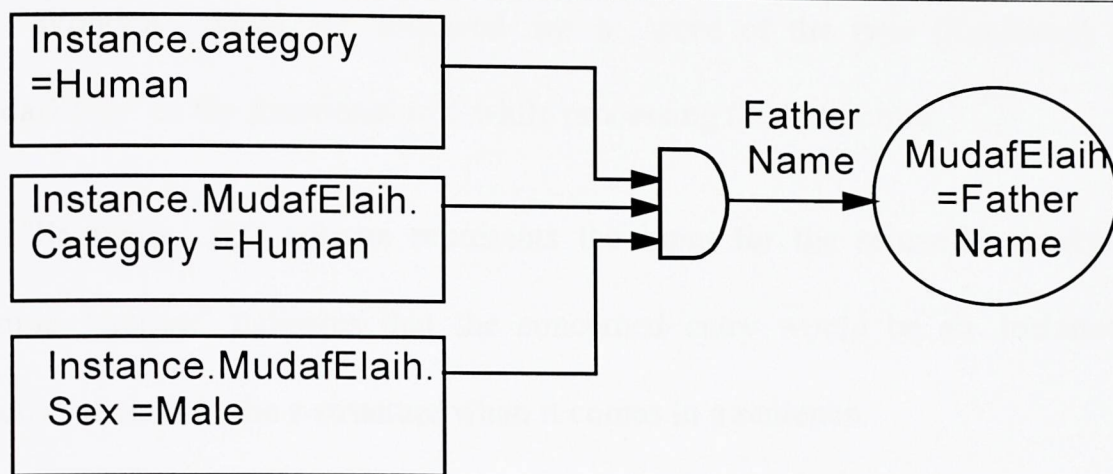 Instance.category
=Human
Instance.MudafElaih.
Category =Human
Instance.MudafElaih.
Sex =Male
Father
Name
MudafElaih
=Father
Name